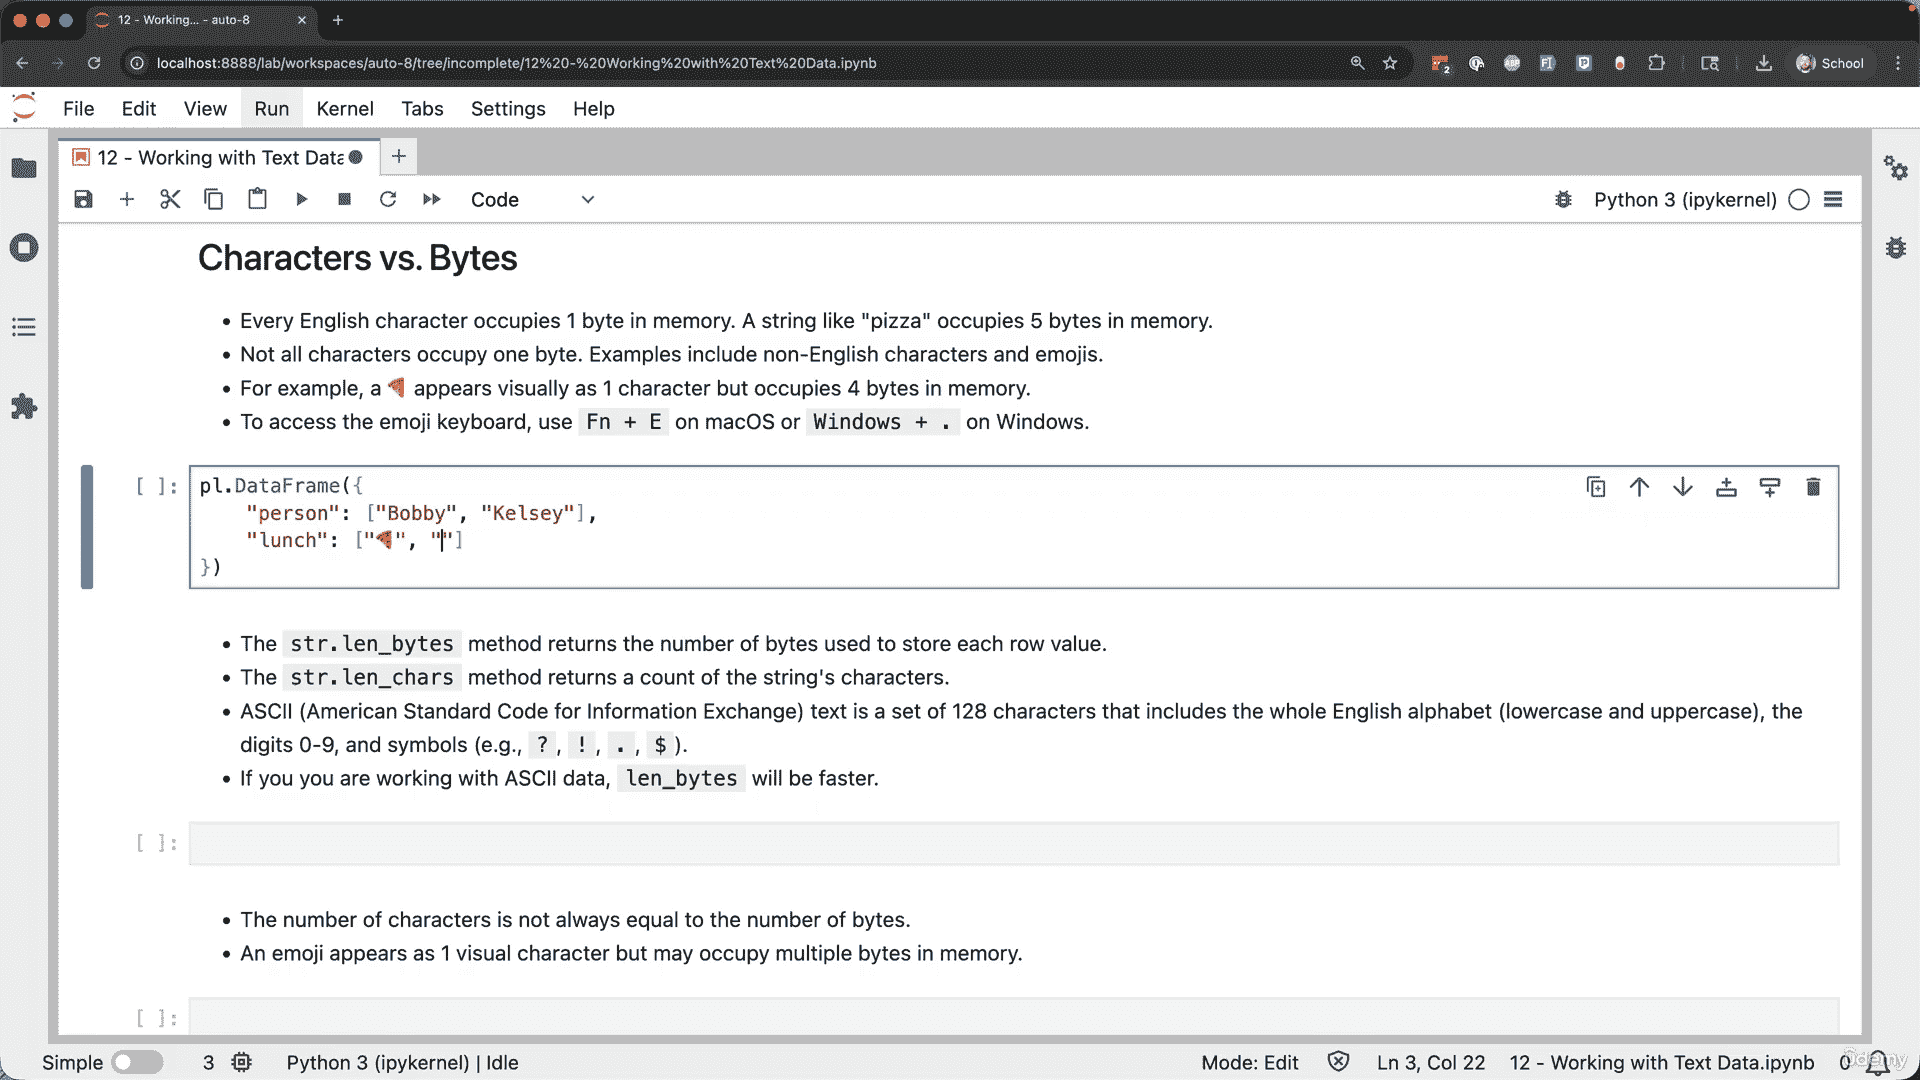 12 - Working... - auto-8
localhost:8888/lab/workspaces/auto-8/tree/incomplete/12%20-%20Working%20with%20Text%20Data.ipynb
2
School
File Edit View Run Kernel Tabs Settings Help
12 - Working with Text Data
Code
Python 3 (ipykernel)
Characters vs. Bytes
• Every English character occupies 1 byte in memory. A string like "pizza" occupies 5 bytes in memory.
• Not all characters occupy one byte. Examples include non-English characters and emojis.
• For example, a 🍕 appears visually as 1 character but occupies 4 bytes in memory.
• To access the emoji keyboard, use Fn + E on macOS or Windows + . on Windows.
[ ]: pl.DataFrame({
"person": ["Bobby", "Kelsey"],
"lunch": ["🍕", ""]
})
• The str.len_bytes method returns the number of bytes used to store each row value.
• The str.len_chars method returns a count of the string's characters.
• ASCII (American Standard Code for Information Exchange) text is a set of 128 characters that includes the whole English alphabet (lowercase and uppercase), the
digits 0-9, and symbols (e.g., ?, !, ., $).
• If you you are working with ASCII data, len_bytes will be faster.
[ ]:
• The number of characters is not always equal to the number of bytes.
• An emoji appears as 1 visual character but may occupy multiple bytes in memory.
[ ]:
Simple 3 Python 3 (ipykernel) | Idle Mode: Edit Ln 3, Col 22 12 - Working with Text Data.ipynb 0
udemy